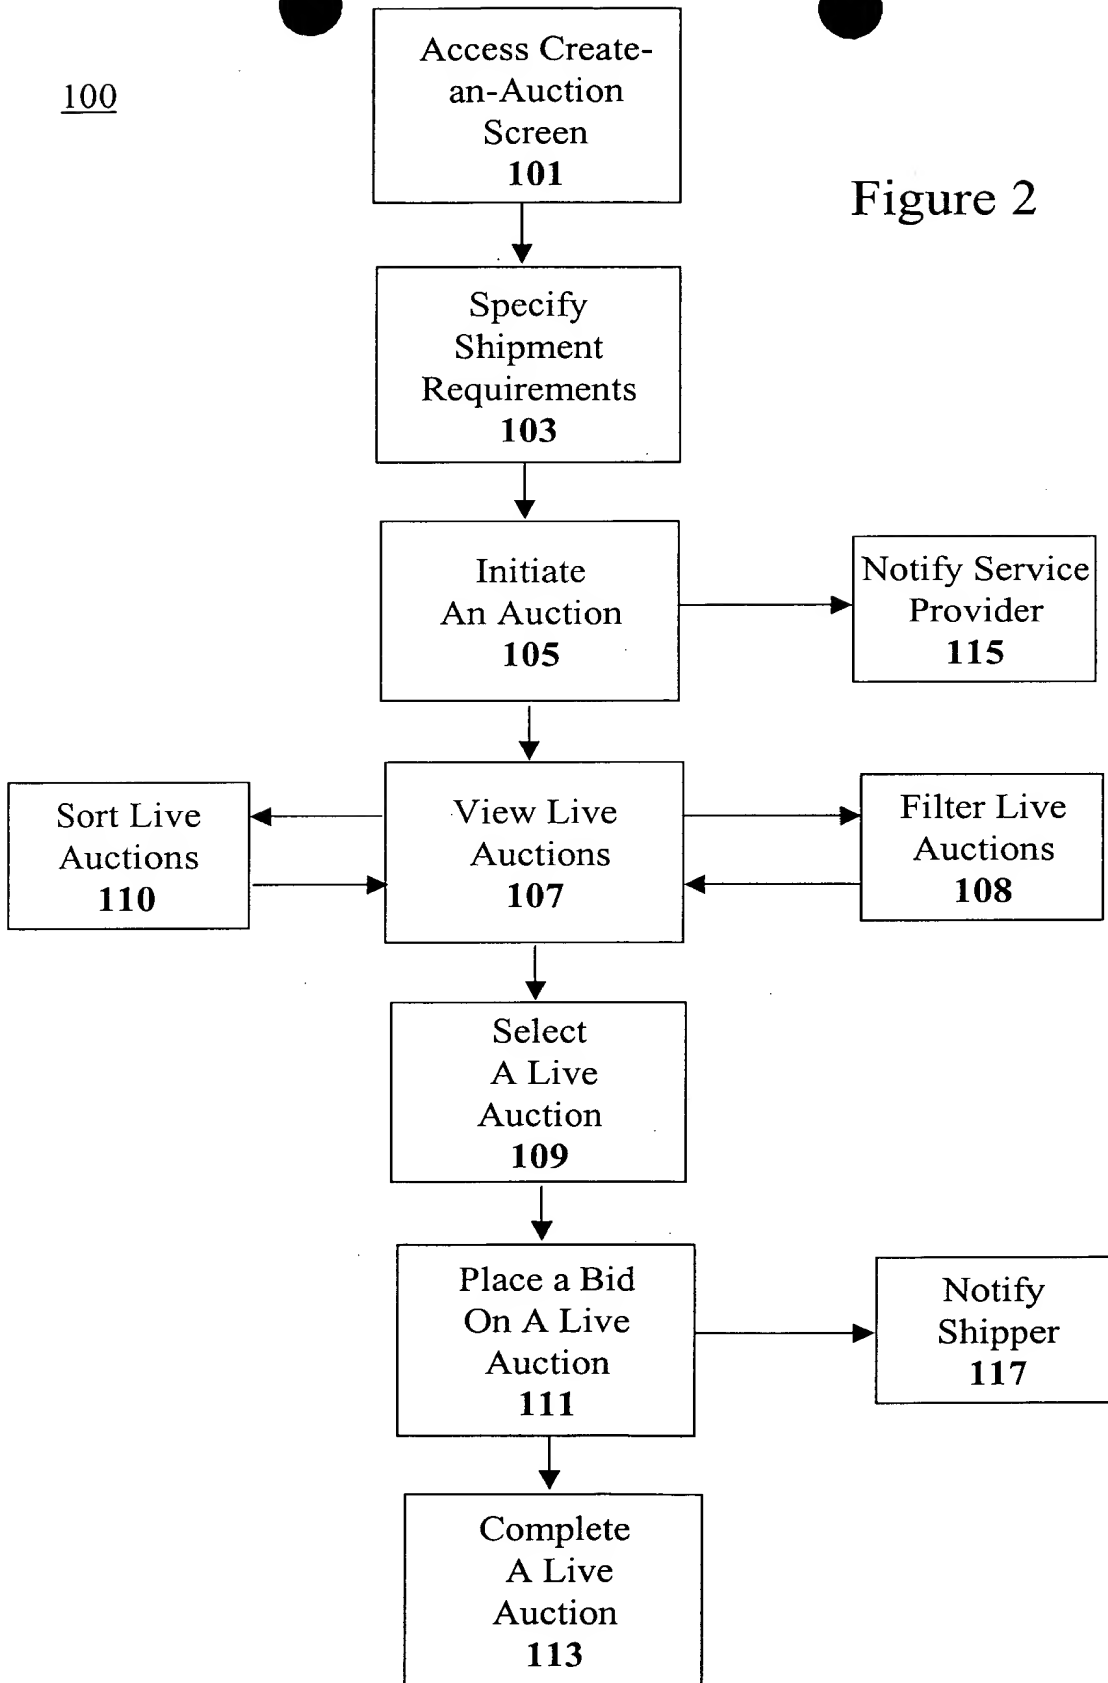 100
Access Create-
an-Auction
Screen
101
Figure 2
Specify
Shipment
Requirements
103
Initiate
An Auction
105
Notify Service
Provider
115
Sort Live
Auctions
110
View Live
Auctions
107
Filter Live
Auctions
108
Select
A Live
Auction
109
Place a Bid
On A Live
Auction
111
Notify
Shipper
117
Complete
A Live
Auction
113